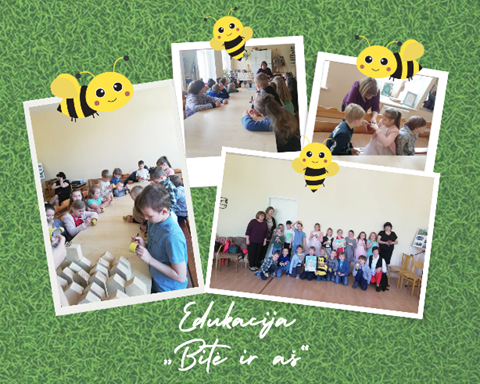 Edukacija
„Bitė ir aš“